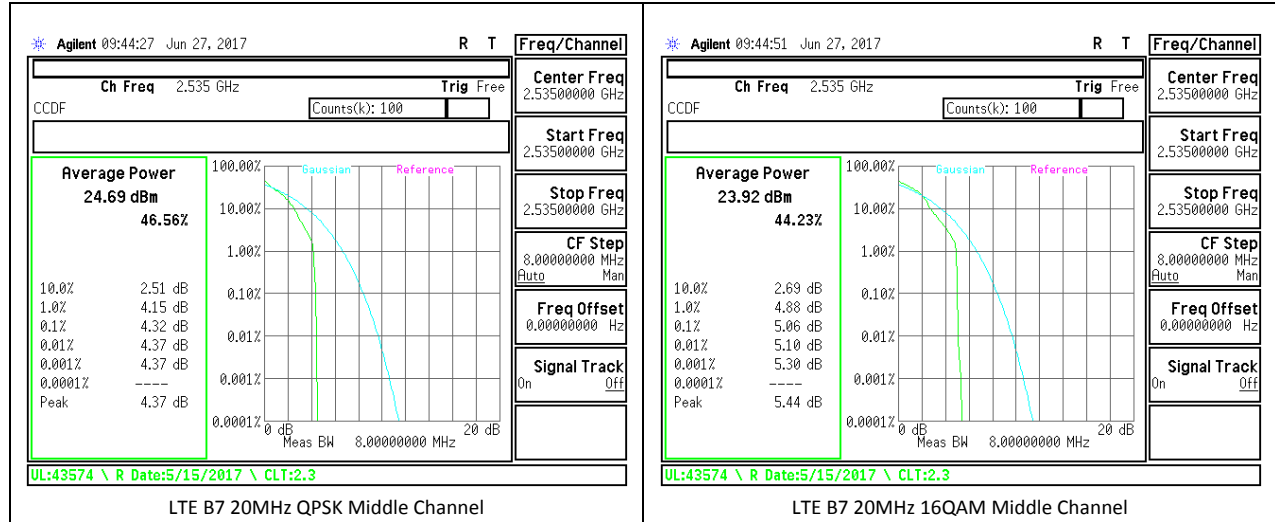 Agilent 09:44:27 Jun 27, 2017 R T
Freq/Channel
Ch Freq 2.535 GHz Trig Free
CCDF Counts(k): 100
Average Power
24.69 dBm
46.56%
10.0% 2.51 dB
1.0% 4.15 dB
0.1% 4.32 dB
0.01% 4.37 dB
0.001% 4.37 dB
0.0001% ----
Peak 4.37 dB
Gaussian Reference
100.00%
10.00%
1.00%
0.10%
0.01%
0.001%
0.0001%
0 dB 20 dB
Meas BW 8.000000000 MHz
Center Freq
2.53500000 GHz
Start Freq
2.53500000 GHz
Stop Freq
2.53500000 GHz
CF Step
8.00000000 MHz
Auto Man
Freq Offset
0.00000000 Hz
Signal Track
On Off
UL:43574 \ R Date:5/15/2017 \ CLT:2.3
LTE B7 20MHz QPSK Middle Channel
Agilent 09:44:51 Jun 27, 2017 R T
Freq/Channel
Ch Freq 2.535 GHz Trig Free
CCDF Counts(k): 100
Average Power
23.92 dBm
44.23%
10.0% 2.69 dB
1.0% 4.88 dB
0.1% 5.06 dB
0.01% 5.10 dB
0.001% 5.30 dB
0.0001% ----
Peak 5.44 dB
Gaussian Reference
100.00%
10.00%
1.00%
0.10%
0.01%
0.001%
0.0001%
0 dB 20 dB
Meas BW 8.000000000 MHz
Center Freq
2.53500000 GHz
Start Freq
2.53500000 GHz
Stop Freq
2.53500000 GHz
CF Step
8.00000000 MHz
Auto Man
Freq Offset
0.00000000 Hz
Signal Track
On Off
UL:43574 \ R Date:5/15/2017 \ CLT:2.3
LTE B7 20MHz 16QAM Middle Channel